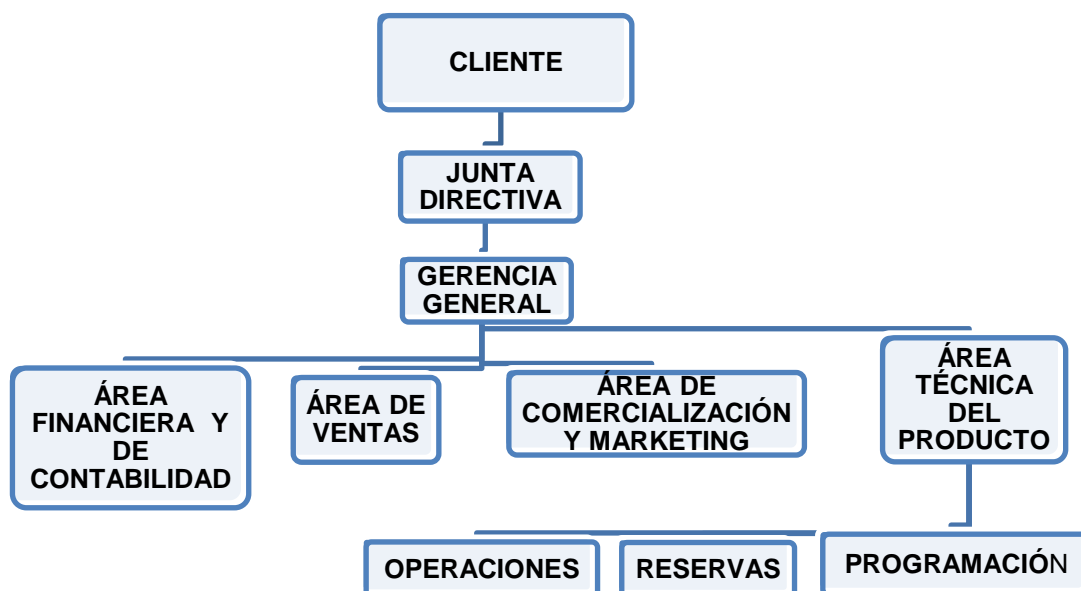 CLIENTE
JUNTA
DIRECTIVA
GERENCIA
GENERAL
ÁREA
FINANCIERA Y
DE
CONTABILIDAD
ÁREA DE
VENTAS
ÁREA DE
COMERCIALIZACIÓN
Y MARKETING
ÁREA
TÉCNICA
DEL
PRODUCTO
OPERACIONES
RESERVAS
PROGRAMACIÓN